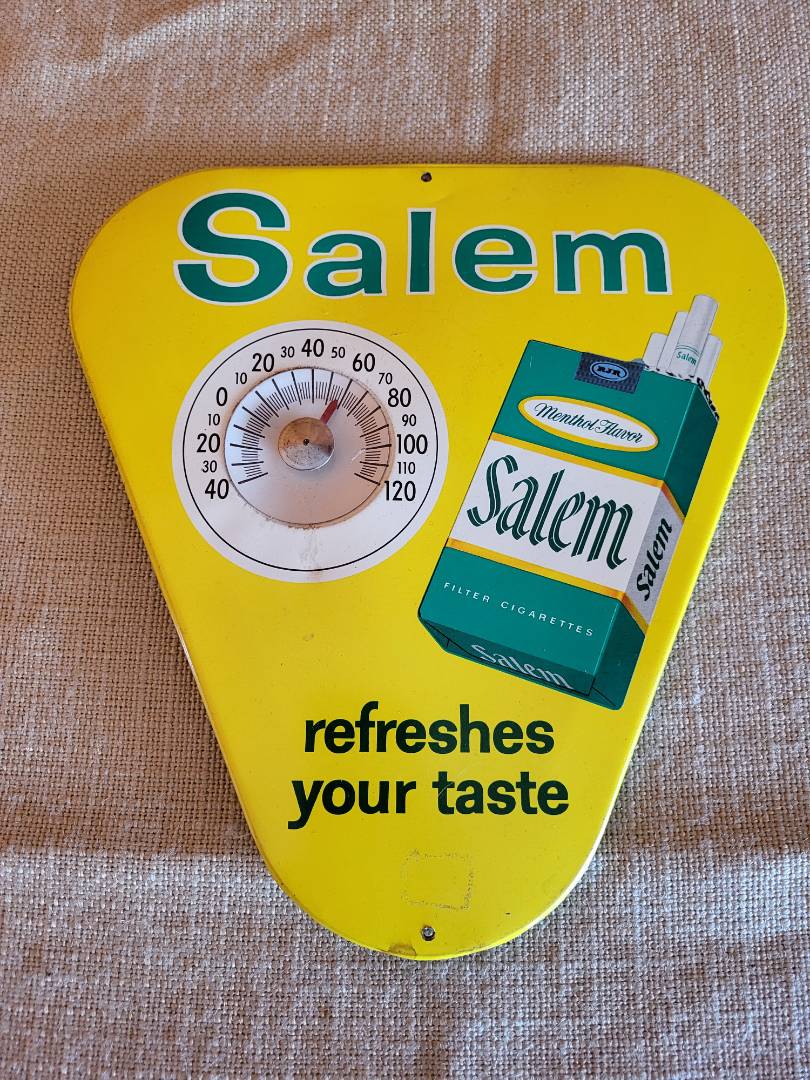 Salem
40 30 20 10 0 10 20 30 40 50 60 70 80 90 100 110 120
RJR
Salem
Menthol Flavor
Salem
Salem
FILTER CIGARETTES
Salem
refreshes
your taste